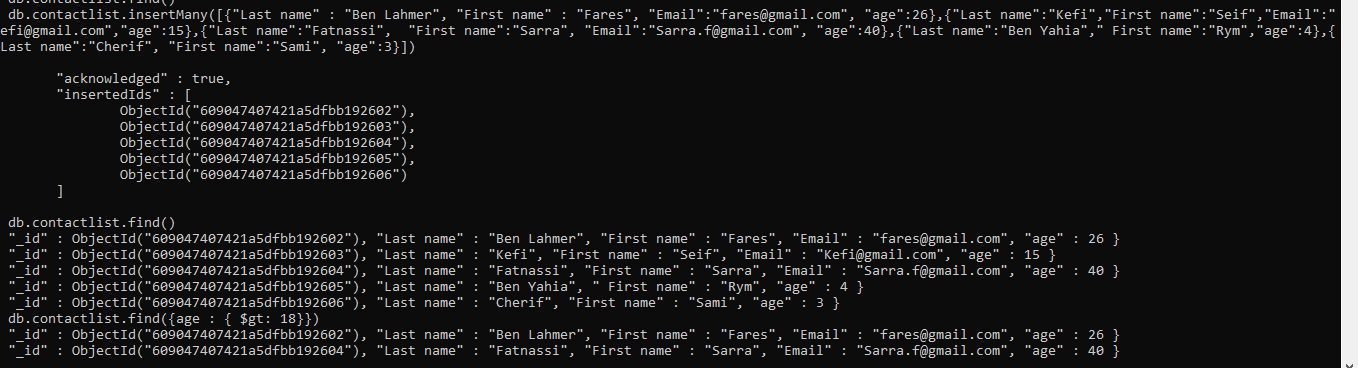 db.contactlist.find()
db.contactlist.insertMany([{"Last name" : "Ben Lahmer", "First name" : "Fares", "Email":"fares@gmail.com", "age":26},{"Last name":"Kefi","First name":"Seif","Email":"
efi@gmail.com","age":15},{"Last name":"Fatnassi",  "First name":"Sarra", "Email":"Sarra.f@gmail.com", "age":40},{"Last name":"Ben Yahia"," First name":"Rym","age":4},{
Last name":"Cherif", "First name":"Sami", "age":3}])
"acknowledged" : true,
"insertedIds" : [
ObjectId("609047407421a5dfbb192602"),
ObjectId("609047407421a5dfbb192603"),
ObjectId("609047407421a5dfbb192604"),
ObjectId("609047407421a5dfbb192605"),
ObjectId("609047407421a5dfbb192606")
]
db.contactlist.find()
"_id" : ObjectId("609047407421a5dfbb192602"), "Last name" : "Ben Lahmer", "First name" : "Fares", "Email" : "fares@gmail.com", "age" : 26 }
"_id" : ObjectId("609047407421a5dfbb192603"), "Last name" : "Kefi", "First name" : "Seif", "Email" : "Kefi@gmail.com", "age" : 15 }
"_id" : ObjectId("609047407421a5dfbb192604"), "Last name" : "Fatnassi", "First name" : "Sarra", "Email" : "Sarra.f@gmail.com", "age" : 40 }
"_id" : ObjectId("609047407421a5dfbb192605"), "Last name" : "Ben Yahia", " First name" : "Rym", "age" : 4 }
"_id" : ObjectId("609047407421a5dfbb192606"), "Last name" : "Cherif", "First name" : "Sami", "age" : 3 }
db.contactlist.find({age : { $gt: 18}})
"_id" : ObjectId("609047407421a5dfbb192602"), "Last name" : "Ben Lahmer", "First name" : "Fares", "Email" : "fares@gmail.com", "age" : 26 }
"_id" : ObjectId("609047407421a5dfbb192604"), "Last name" : "Fatnassi", "First name" : "Sarra", "Email" : "Sarra.f@gmail.com", "age" : 40 }